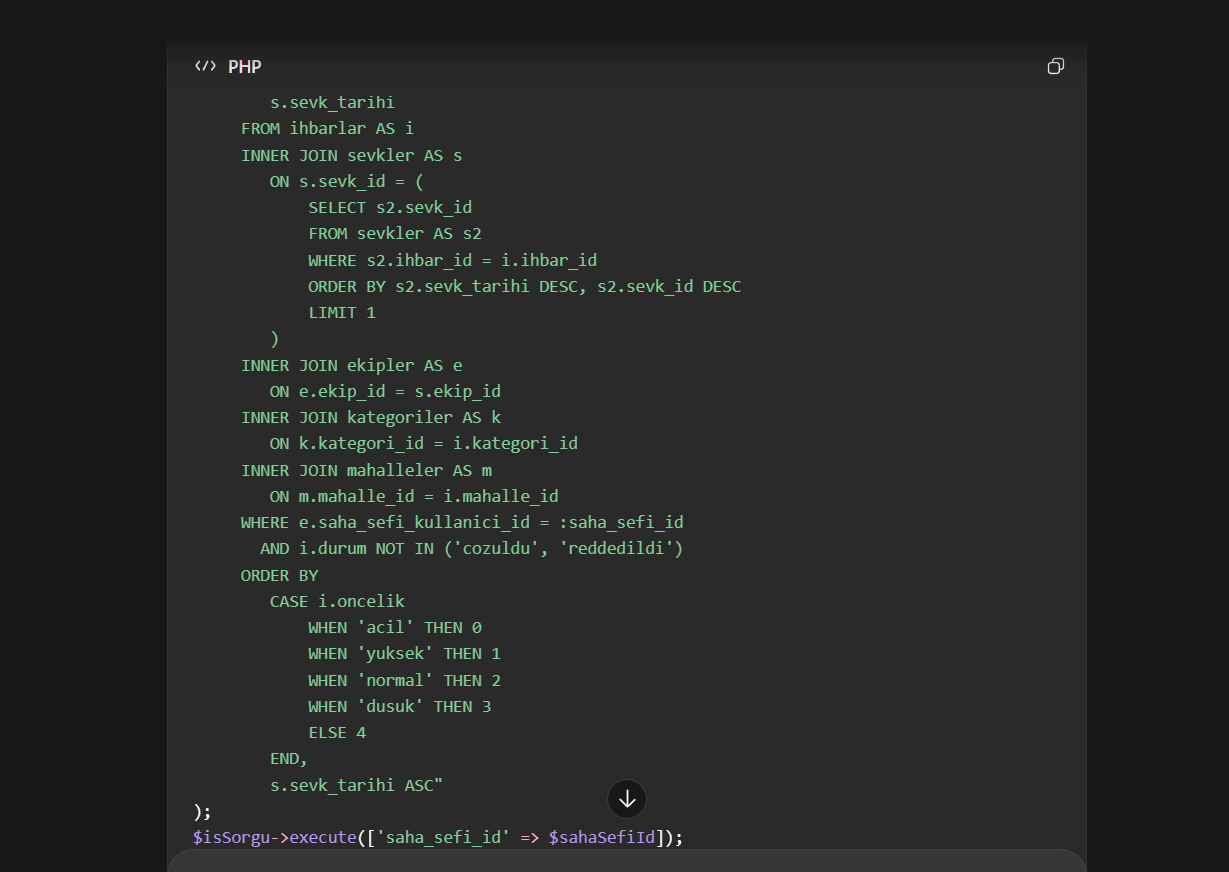 </> PHP
s.sevk_tarihi
FROM ihbarlar AS i
INNER JOIN sevkler AS s
ON s.sevk_id = (
SELECT s2.sevk_id
FROM sevkler AS s2
WHERE s2.ihbar_id = i.ihbar_id
ORDER BY s2.sevk_tarihi DESC, s2.sevk_id DESC
LIMIT 1
)
INNER JOIN ekipler AS e
ON e.ekip_id = s.ekip_id
INNER JOIN kategoriler AS k
ON k.kategori_id = i.kategori_id
INNER JOIN mahalleler AS m
ON m.mahalle_id = i.mahalle_id
WHERE e.saha_sefi_kullanici_id = :saha_sefi_id
AND i.durum NOT IN ('cozuldu', 'reddedildi')
ORDER BY
CASE i.oncelik
WHEN 'acil' THEN 0
WHEN 'yuksek' THEN 1
WHEN 'normal' THEN 2
WHEN 'dusuk' THEN 3
ELSE 4
END,
s.sevk_tarihi ASC"
);
$isSorgu->execute(['saha_sefi_id' => $sahaSefiId]);